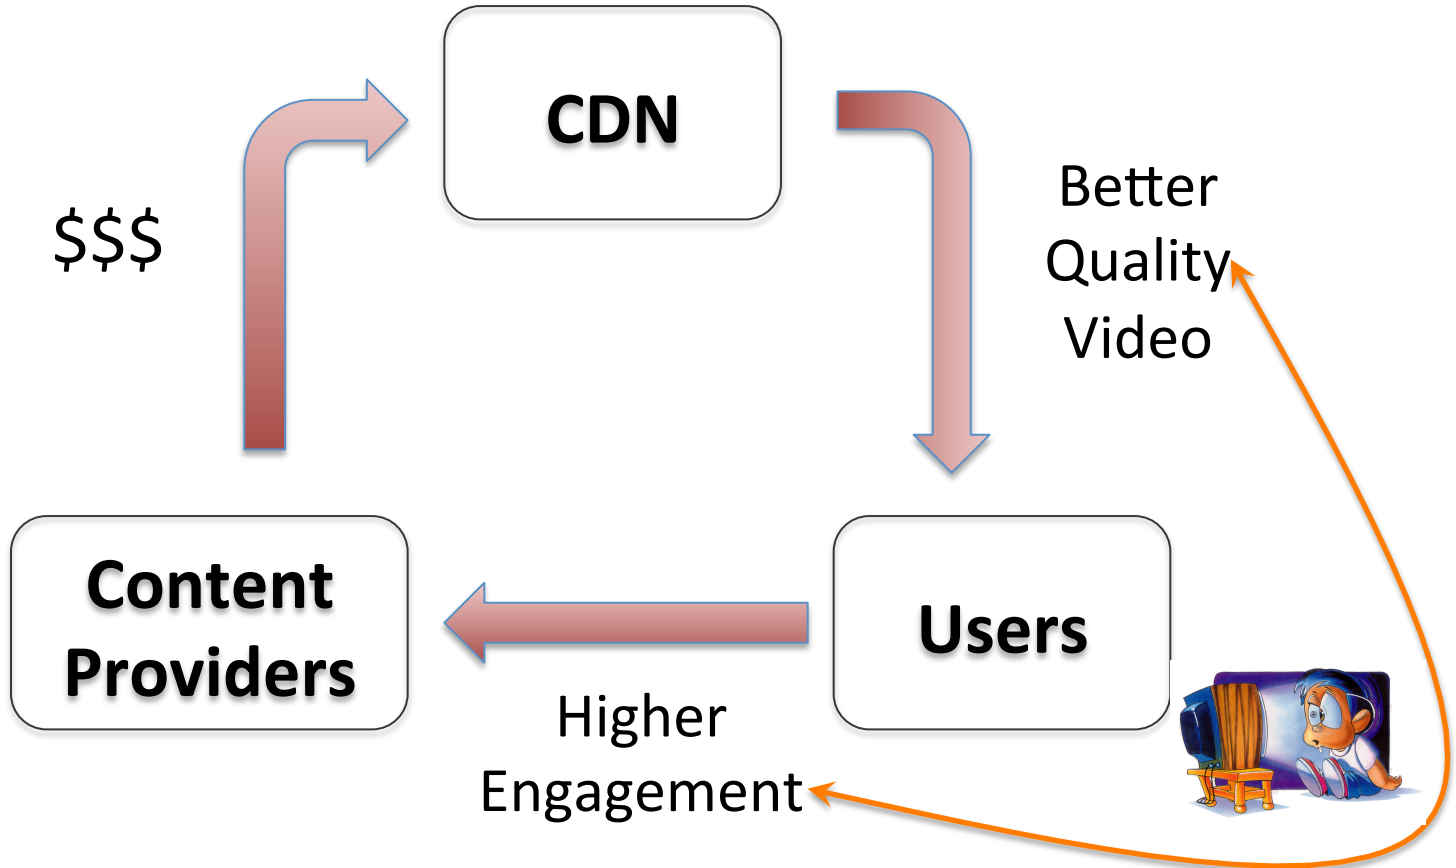 CDN
$$$
Better
Quality
Video
Content
Providers
Users
Higher
Engagement